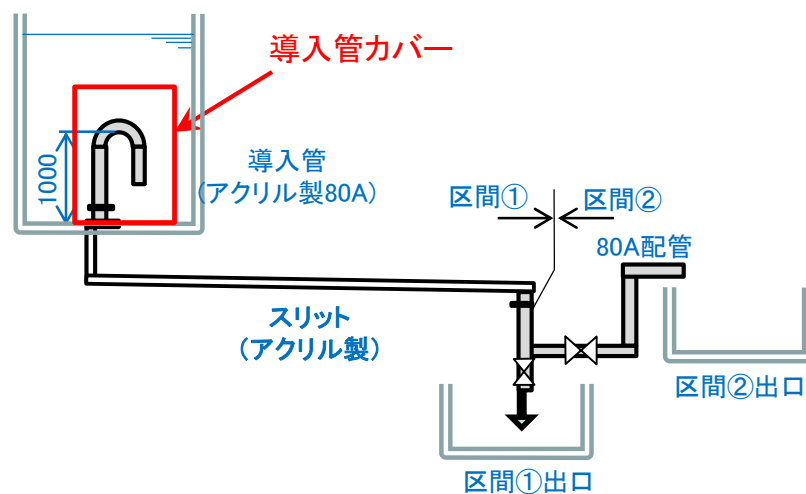 導入管カバー
1000
導入管
(アクリル製80A)
区間①
区間②
80A配管
スリット
(アクリル製)
区間②出口
区間①出口